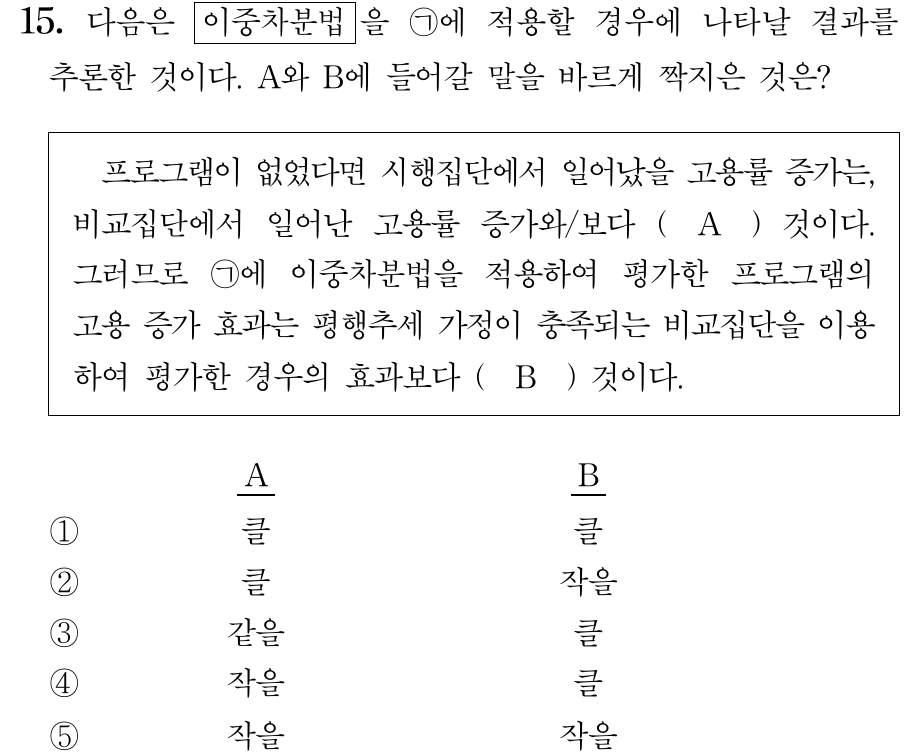 15. 다음은 이중차분법 을 ㉠에 적용할 경우에 나타날 결과를
추론한 것이다. A와 B에 들어갈 말을 바르게 짝지은 것은?
프로그램이 없었다면 시행집단에서 일어났을 고용률 증가는,
비교집단에서 일어난 고용률 증가와/보다 ( A ) 것이다.
그러므로 ㉠에 이중차분법을 적용하여 평가한 프로그램의
고용 증가 효과는 평행추세 가정이 충족되는 비교집단을 이용
하여 평가한 경우의 효과보다 ( B ) 것이다.
A B
① 클 클
② 클 작을
③ 같을 클
④ 작을 클
⑤ 작을 작을